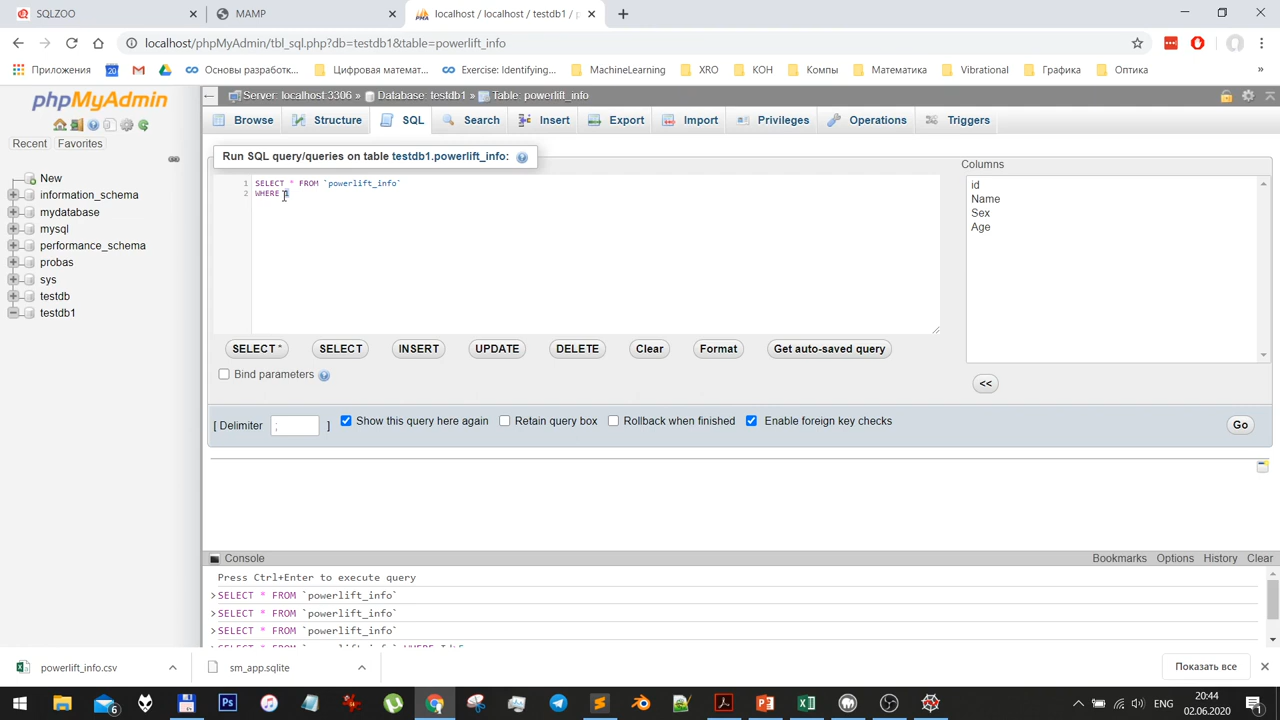 SQLZOO
MAMP
localhost / localhost / testdb1 / p
localhost/phpMyAdmin/tbl_sql.php?db=testdb1&table=powerlift_info
Приложения
20
Основы разработк...
Цифровая математ...
Exercise: Identifying,...
MachineLearning
XRO
КОН
Компы
Математика
Vibrational
Графика
Оптика
»
phpMyAdmin
Recent
Favorites
New
information_schema
mydatabase
mysql
performance_schema
probas
sys
testdb
testdb1
Server: localhost:3306 » Database: testdb1 » Table: powerlift_info
Browse
Structure
SQL
Search
Insert
Export
Import
Privileges
Operations
Triggers
Run SQL query/queries on table testdb1.powerlift_info:
1 SELECT * FROM `powerlift_info`
2 WHERE 1
Columns
id
Name
Sex
Age
<<
SELECT *
SELECT
INSERT
UPDATE
DELETE
Clear
Format
Get auto-saved query
Bind parameters
[ Delimiter ; ]
Show this query here again
Retain query box
Rollback when finished
Enable foreign key checks
Go
Console
Bookmarks
Options
History
Clear
Press Ctrl+Enter to execute query
>SELECT * FROM `powerlift_info`
>SELECT * FROM `powerlift_info`
>SELECT * FROM `powerlift_info`
powerlift_info.csv
sm_app.sqlite
Показать все
6
Ps
ENG
20:44
02.06.2020
1